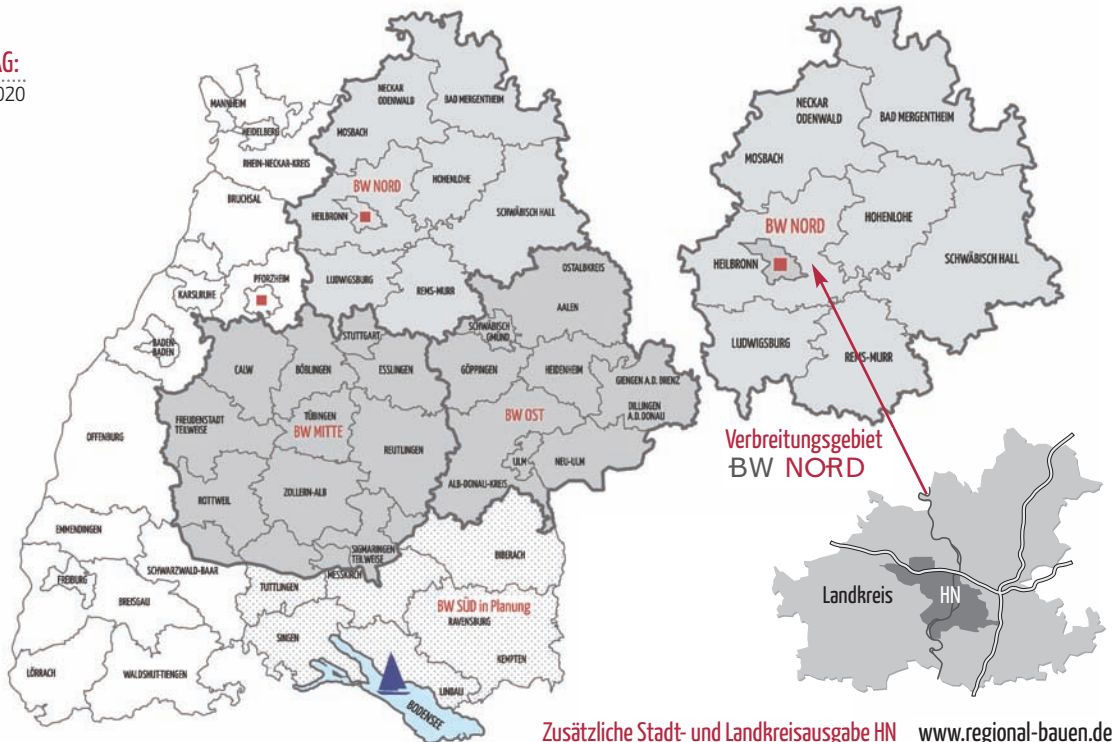 AG:
020
MANNHEIM
HEIDELBERG
RHEIN-NECKAR-KREIS
BRUCHSAL
KARLSRUHE
PFORZHEIM
BADEN-
BADEN
OFFENBURG
EMMENDINGEN
FREIBURG
BREISGAU
SCHWARZWALD-BAAR
LÖRRACH
WALDSHUT-TIENGEN
NECKAR
ODENWALD
BAD MERGENTHEIM
MOSBACH
BW NORD
HOHENLOHE
HEILBRONN
SCHWÄBISCH HALL
LUDWIGSBURG
REMS-MURR
OSTALBKREIS
AALEN
STUTTGART
SCHWÄBISCH
GMÜND
CALW
BÖBLINGEN
ESSLINGEN
GÖPPINGEN
HEIDENHEIM
GIENGEN A.D. BRENZ
DILLINGEN
A.D. DONAU
FREUDENSTADT
TEILWEISE
TÜBINGEN
BW MITTE
BW OST
REUTLINGEN
ULM
NEU-ULM
ALB-DONAU-KREIS
ROTTWEIL
ZOLLERN-ALB
SIGMARINGEN
TEILWEISE
MESSKIRCH
BIBERACH
TUTTLINGEN
BW SÜD in Planung
RAVENSBURG
SINGEN
KEMPTEN
LINDAU
BODENSEE
NECKAR
ODENWALD
BAD MERGENTHEIM
MOSBACH
BW NORD
HOHENLOHE
HEILBRONN
SCHWÄBISCH HALL
LUDWIGSBURG
REMS-MURR
Verbreitungsgebiet
BW NORD
Landkreis
HN
Zusätzliche Stadt- und Landkreisausgabe HN www.regional-bauen.de